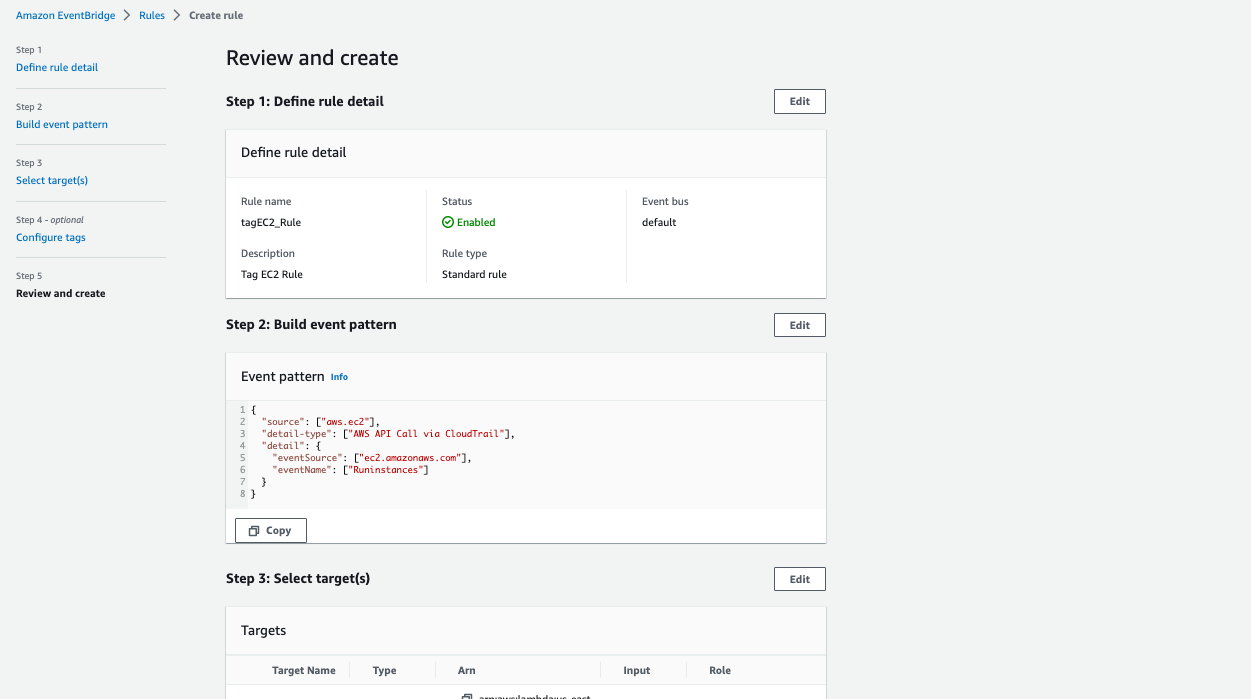 Amazon EventBridge > Rules > Create rule
Step 1
Define rule detail
Step 2
Build event pattern
Step 3
Select target(s)
Step 4 - optional
Configure tags
Step 5
Review and create
Review and create
Step 1: Define rule detail
Edit
Define rule detail
Rule name
tagEC2_Rule
Status
Enabled
Event bus
default
Description
Tag EC2 Rule
Rule type
Standard rule
Step 2: Build event pattern
Edit
Event pattern Info
1 {
2 "source": ["aws.ec2"],
3 "detail-type": ["AWS API Call via CloudTrail"],
4 "detail": {
5 "eventSource": ["ec2.amazonaws.com"],
6 "eventName": ["Runinstances"]
7 }
8 }
Copy
Step 3: Select target(s)
Edit
Targets
Target Name Type Arn Input Role
arn:aws:lambda:us-east-